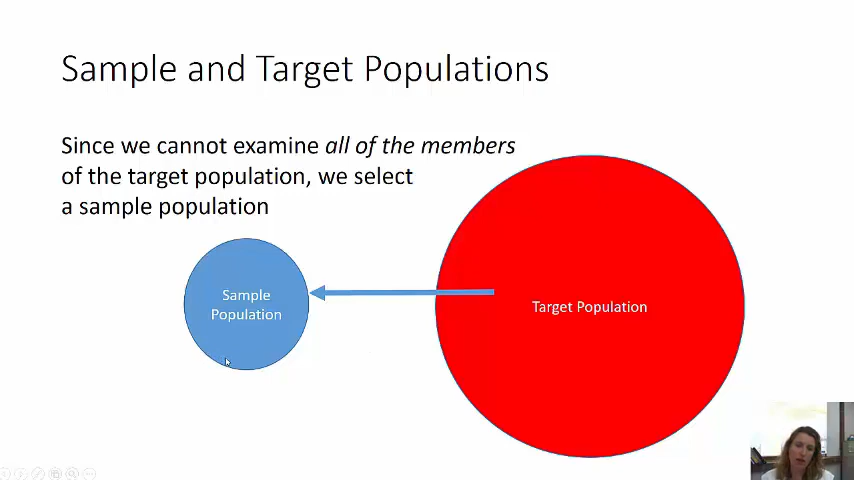 Sample and Target Populations
Since we cannot examine all of the members
of the target population, we select
a sample population
Sample
Population
Target Population